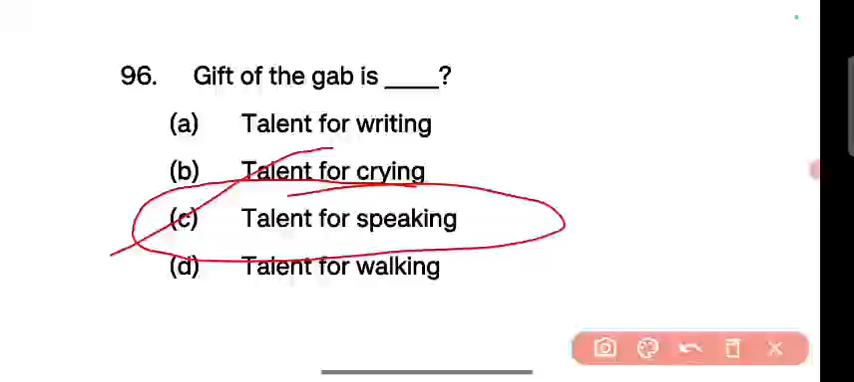 96. Gift of the gab is ____?
(a) Talent for writing
(b) Talent for crying
(c) Talent for speaking
(d) Talent for walking